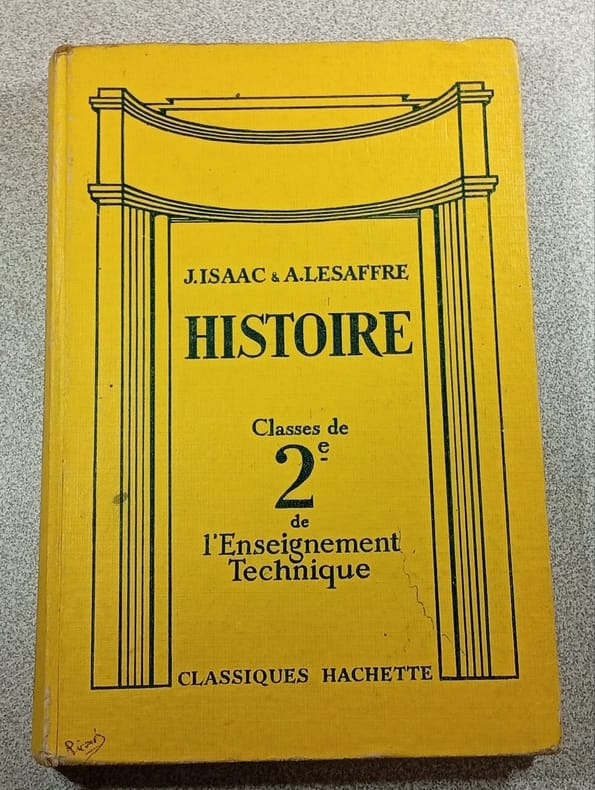 J. ISAAC & A. LESAFFRE
HISTOIRE
Classes de
2e
de
l'Enseignement
Technique
CLASSIQUES HACHETTE